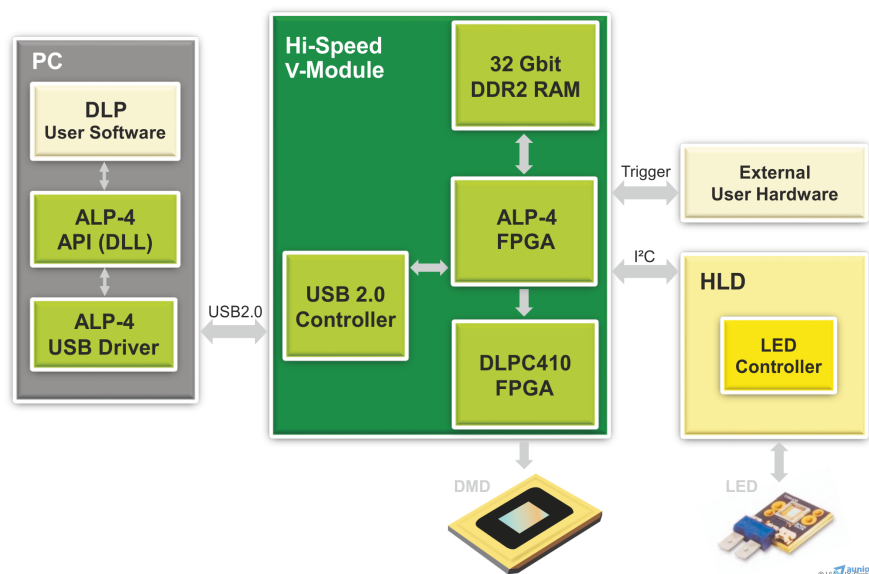 PC
DLP
User Software
ALP-4
API (DLL)
ALP-4
USB Driver
USB2.0
Hi-Speed
V-Module
32 Gbit
DDR2 RAM
ALP-4
FPGA
USB 2.0
Controller
DLPC410
FPGA
Trigger
External
User Hardware
I²C
HLD
LED
Controller
DMD
LED